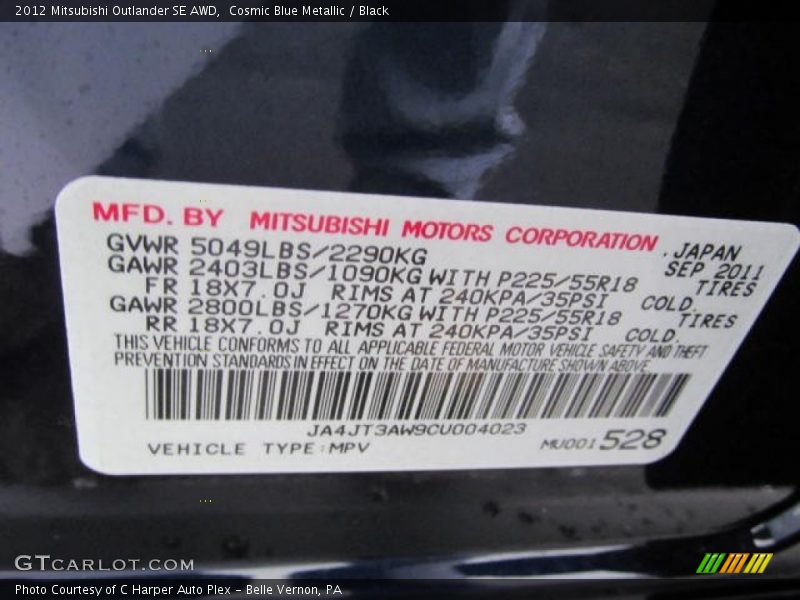 2012 Mitsubishi Outlander SE AWD,  Cosmic Blue Metallic / Black
MFD. BY MITSUBISHI MOTORS CORPORATION . JAPAN
GVWR 5049LBS/2290KG SEP 2011
GAWR 2403LBS/1090KG WITH P225/55R18 TIRES
FR 18X7.0J RIMS AT 240KPA/35PSI COLD.
GAWR 2800LBS/1270KG WITH P225/55R18 TIRES
RR 18X7.0J RIMS AT 240KPA/35PSI COLD.
THIS VEHICLE CONFORMS TO ALL APPLICABLE FEDERAL MOTOR VEHICLE SAFETY AND THEFT
PREVENTION STANDARDS IN EFFECT ON THE DATE OF MANUFACTURE SHOWN ABOVE.
JA4JT3AW9CU004023
VEHICLE TYPE:MPV MU001528
GTCARLOT.COM
Photo Courtesy of C Harper Auto Plex - Belle Vernon, PA